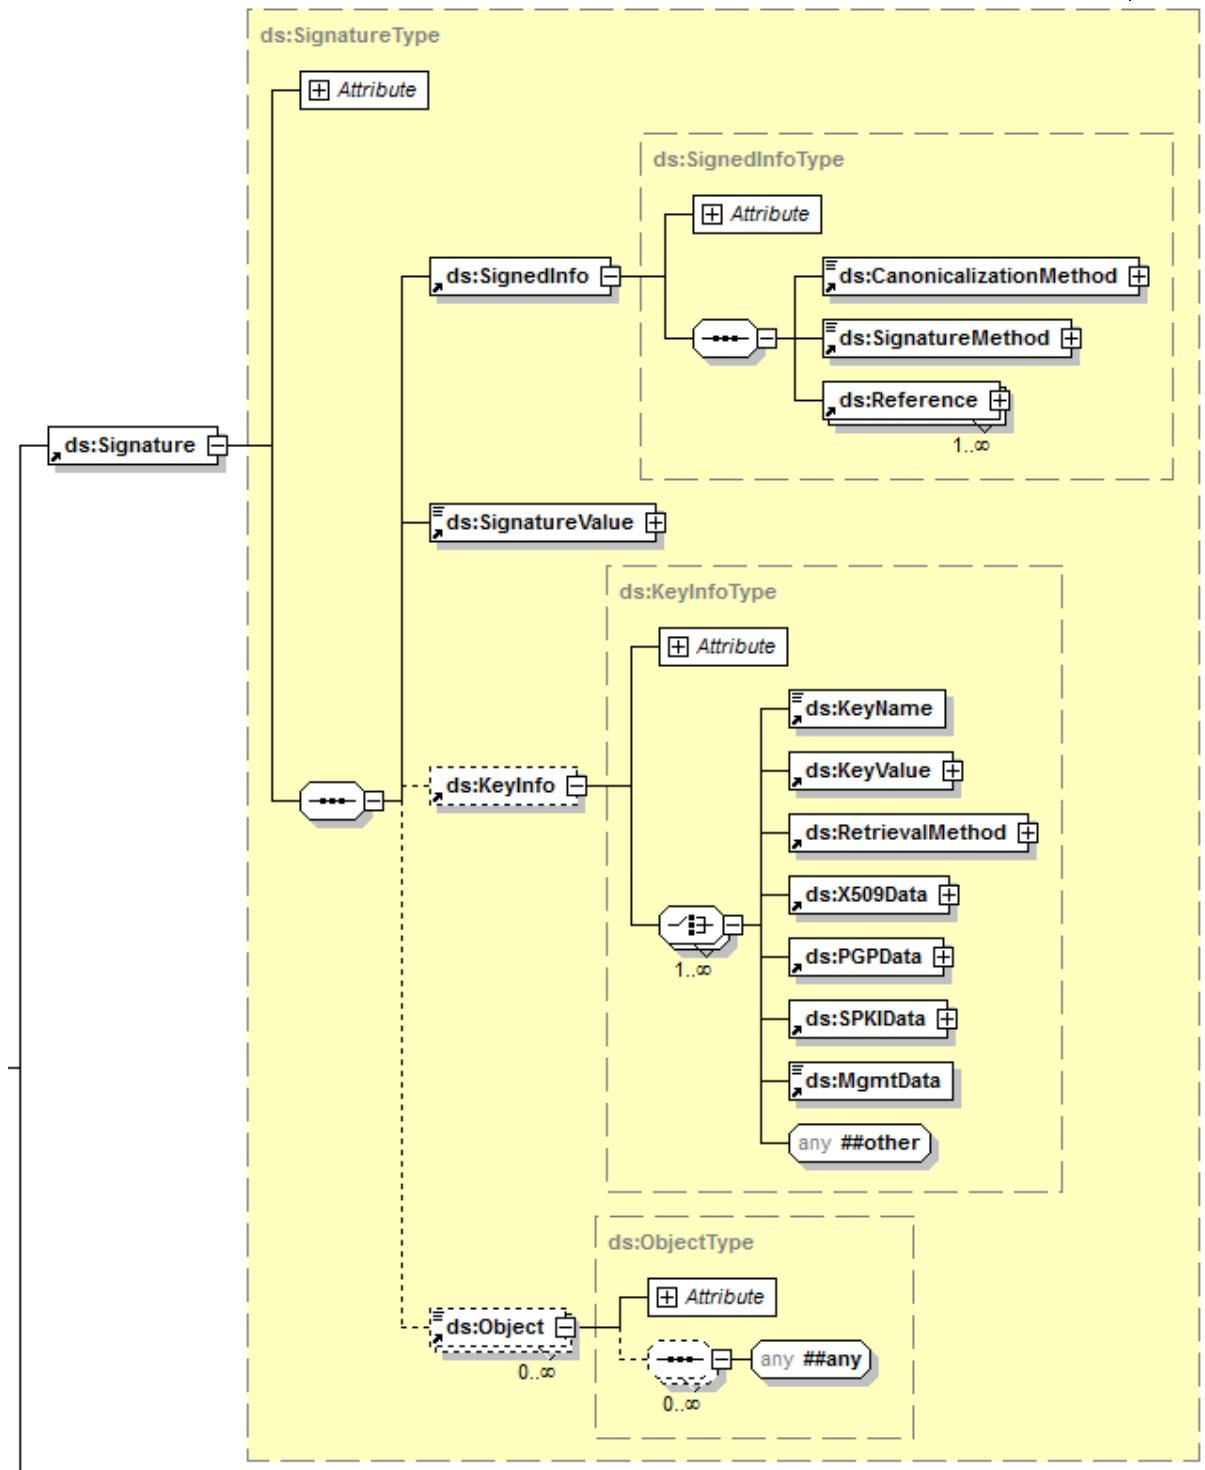 ds:SignatureType
Attribute
ds:SignedInfoType
Attribute
ds:SignedInfo
ds:CanonicalizationMethod
ds:SignatureMethod
ds:Reference
1..∞
ds:Signature
ds:SignatureValue
ds:KeyInfoType
Attribute
ds:KeyName
ds:KeyValue
ds:KeyInfo
ds:RetrievalMethod
ds:X509Data
1..∞
ds:PGPData
ds:SPKIData
ds:MgmtData
any ##other
ds:ObjectType
Attribute
ds:Object
0..∞
any ##any
0..∞